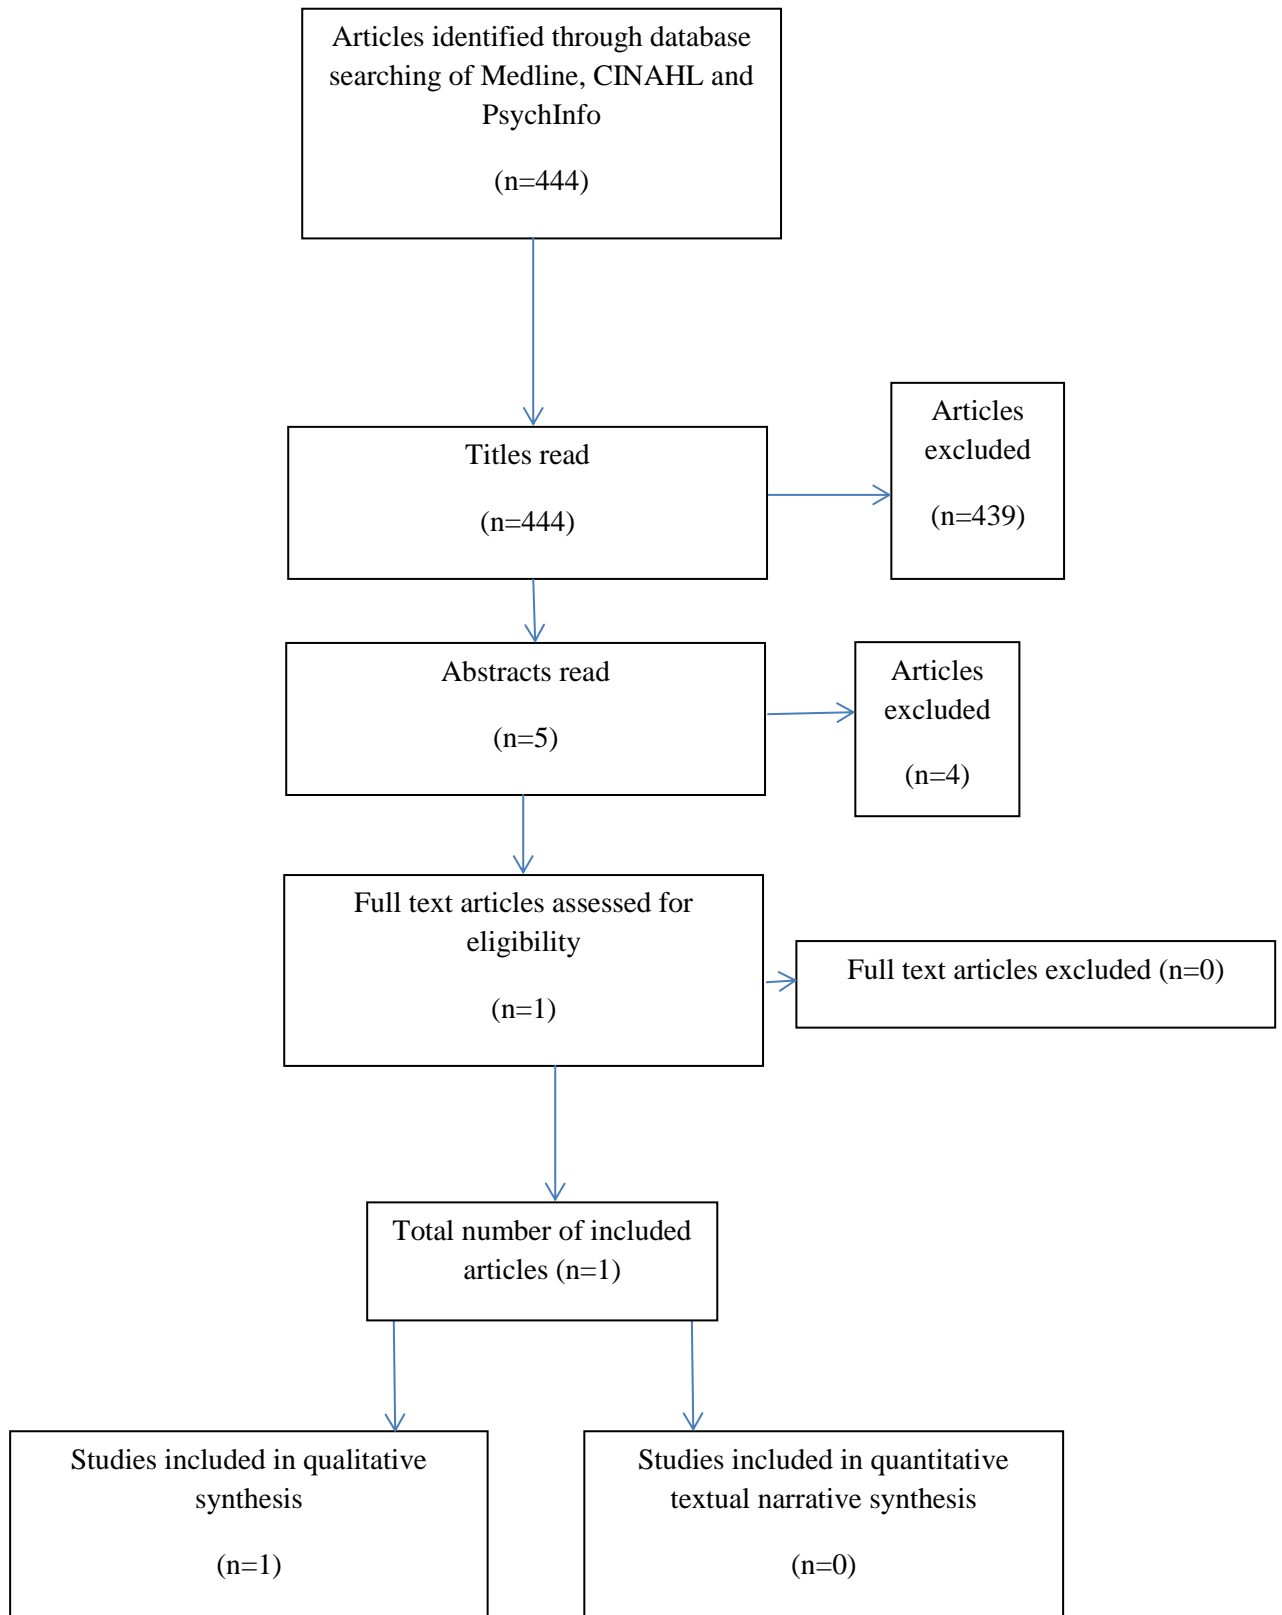 Articles identified through database
searching of Medline, CINAHL and
PsychInfo
(n=444)
Titles read
(n=444)
Articles
excluded
(n=439)
Abstracts read
(n=5)
Articles
excluded
(n=4)
Full text articles assessed for
eligibility
(n=1)
Full text articles excluded (n=0)
Total number of included
articles (n=1)
Studies included in qualitative
synthesis
(n=1)
Studies included in quantitative
textual narrative synthesis
(n=0)